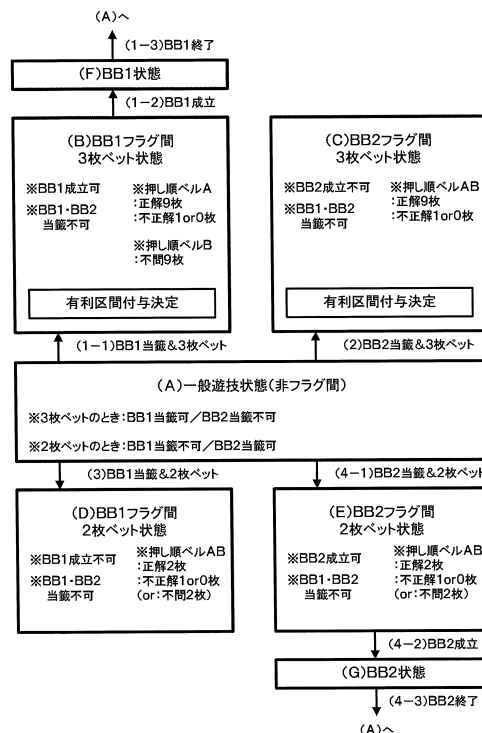 (A)へ
(1-3)BB1終了
(F)BB1状態
(1-2)BB1成立
(B)BB1フラグ間
3枚ベット状態
※BB1成立可
※BB1・BB2
当籤不可
※押し順ベルA
:正解9枚
:不正解1or0枚
※押し順ベルB
:不問9枚
有利区間付与決定
(C)BB2フラグ間
3枚ベット状態
※BB2成立不可
※BB1・BB2
当籤不可
※押し順ベルAB
:正解9枚
:不正解1or0枚
有利区間付与決定
(1-1)BB1当籤&3枚ベット
(2)BB2当籤&3枚ベット
(A)一般遊技状態(非フラグ間)
※3枚ベットのとき:BB1当籤可/BB2当籤不可
※2枚ベットのとき:BB1当籤不可/BB2当籤可
(3)BB1当籤&2枚ベット
(4-1)BB2当籤&2枚ベット
(D)BB1フラグ間
2枚ベット状態
※BB1成立不可
※BB1・BB2
当籤不可
※押し順ベルAB
:正解2枚
:不正解1or0枚
(or:不問2枚)
(E)BB2フラグ間
2枚ベット状態
※BB2成立可
※BB1・BB2
当籤不可
※押し順ベルAB
:正解2枚
:不正解1or0枚
(or:不問2枚)
(4-2)BB2成立
(G)BB2状態
(4-3)BB2終了
(A)へ